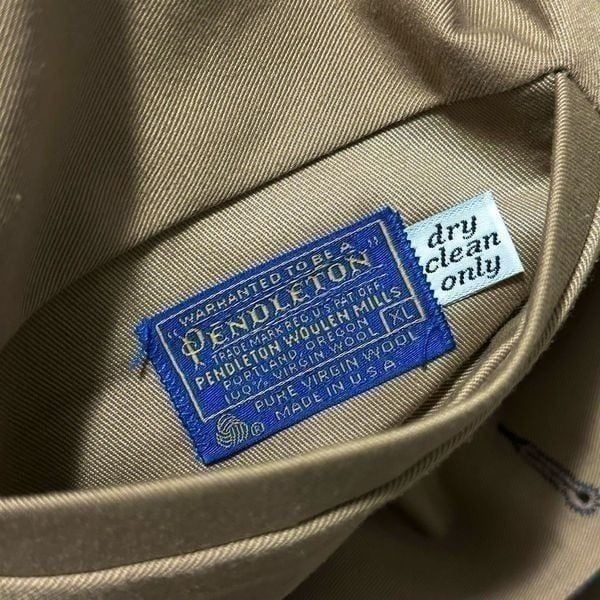 "WARRANTED TO BE A
PENDLETON"
TRADEMARK REG. U.S. PAT. OFF.
PENDLETON WOOLEN MILLS
PORTLAND, OREGON
100% VIRGIN WOOL
XL
PURE VIRGIN WOOL
® MADE IN U.S.A.
dry
clean
only